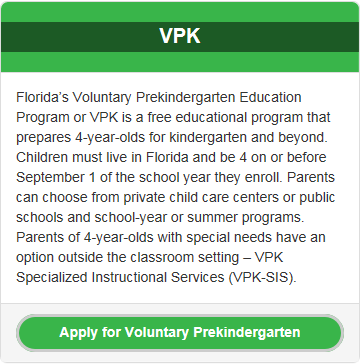 VPK
Florida’s Voluntary Prekindergarten Education
Program or VPK is a free educational program that
prepares 4-year-olds for kindergarten and beyond.
Children must live in Florida and be 4 on or before
September 1 of the school year they enroll. Parents
can choose from private child care centers or public
schools and school-year or summer programs.
Parents of 4-year-olds with special needs have an
option outside the classroom setting – VPK
Specialized Instructional Services (VPK-SIS).
Apply for Voluntary Prekindergarten